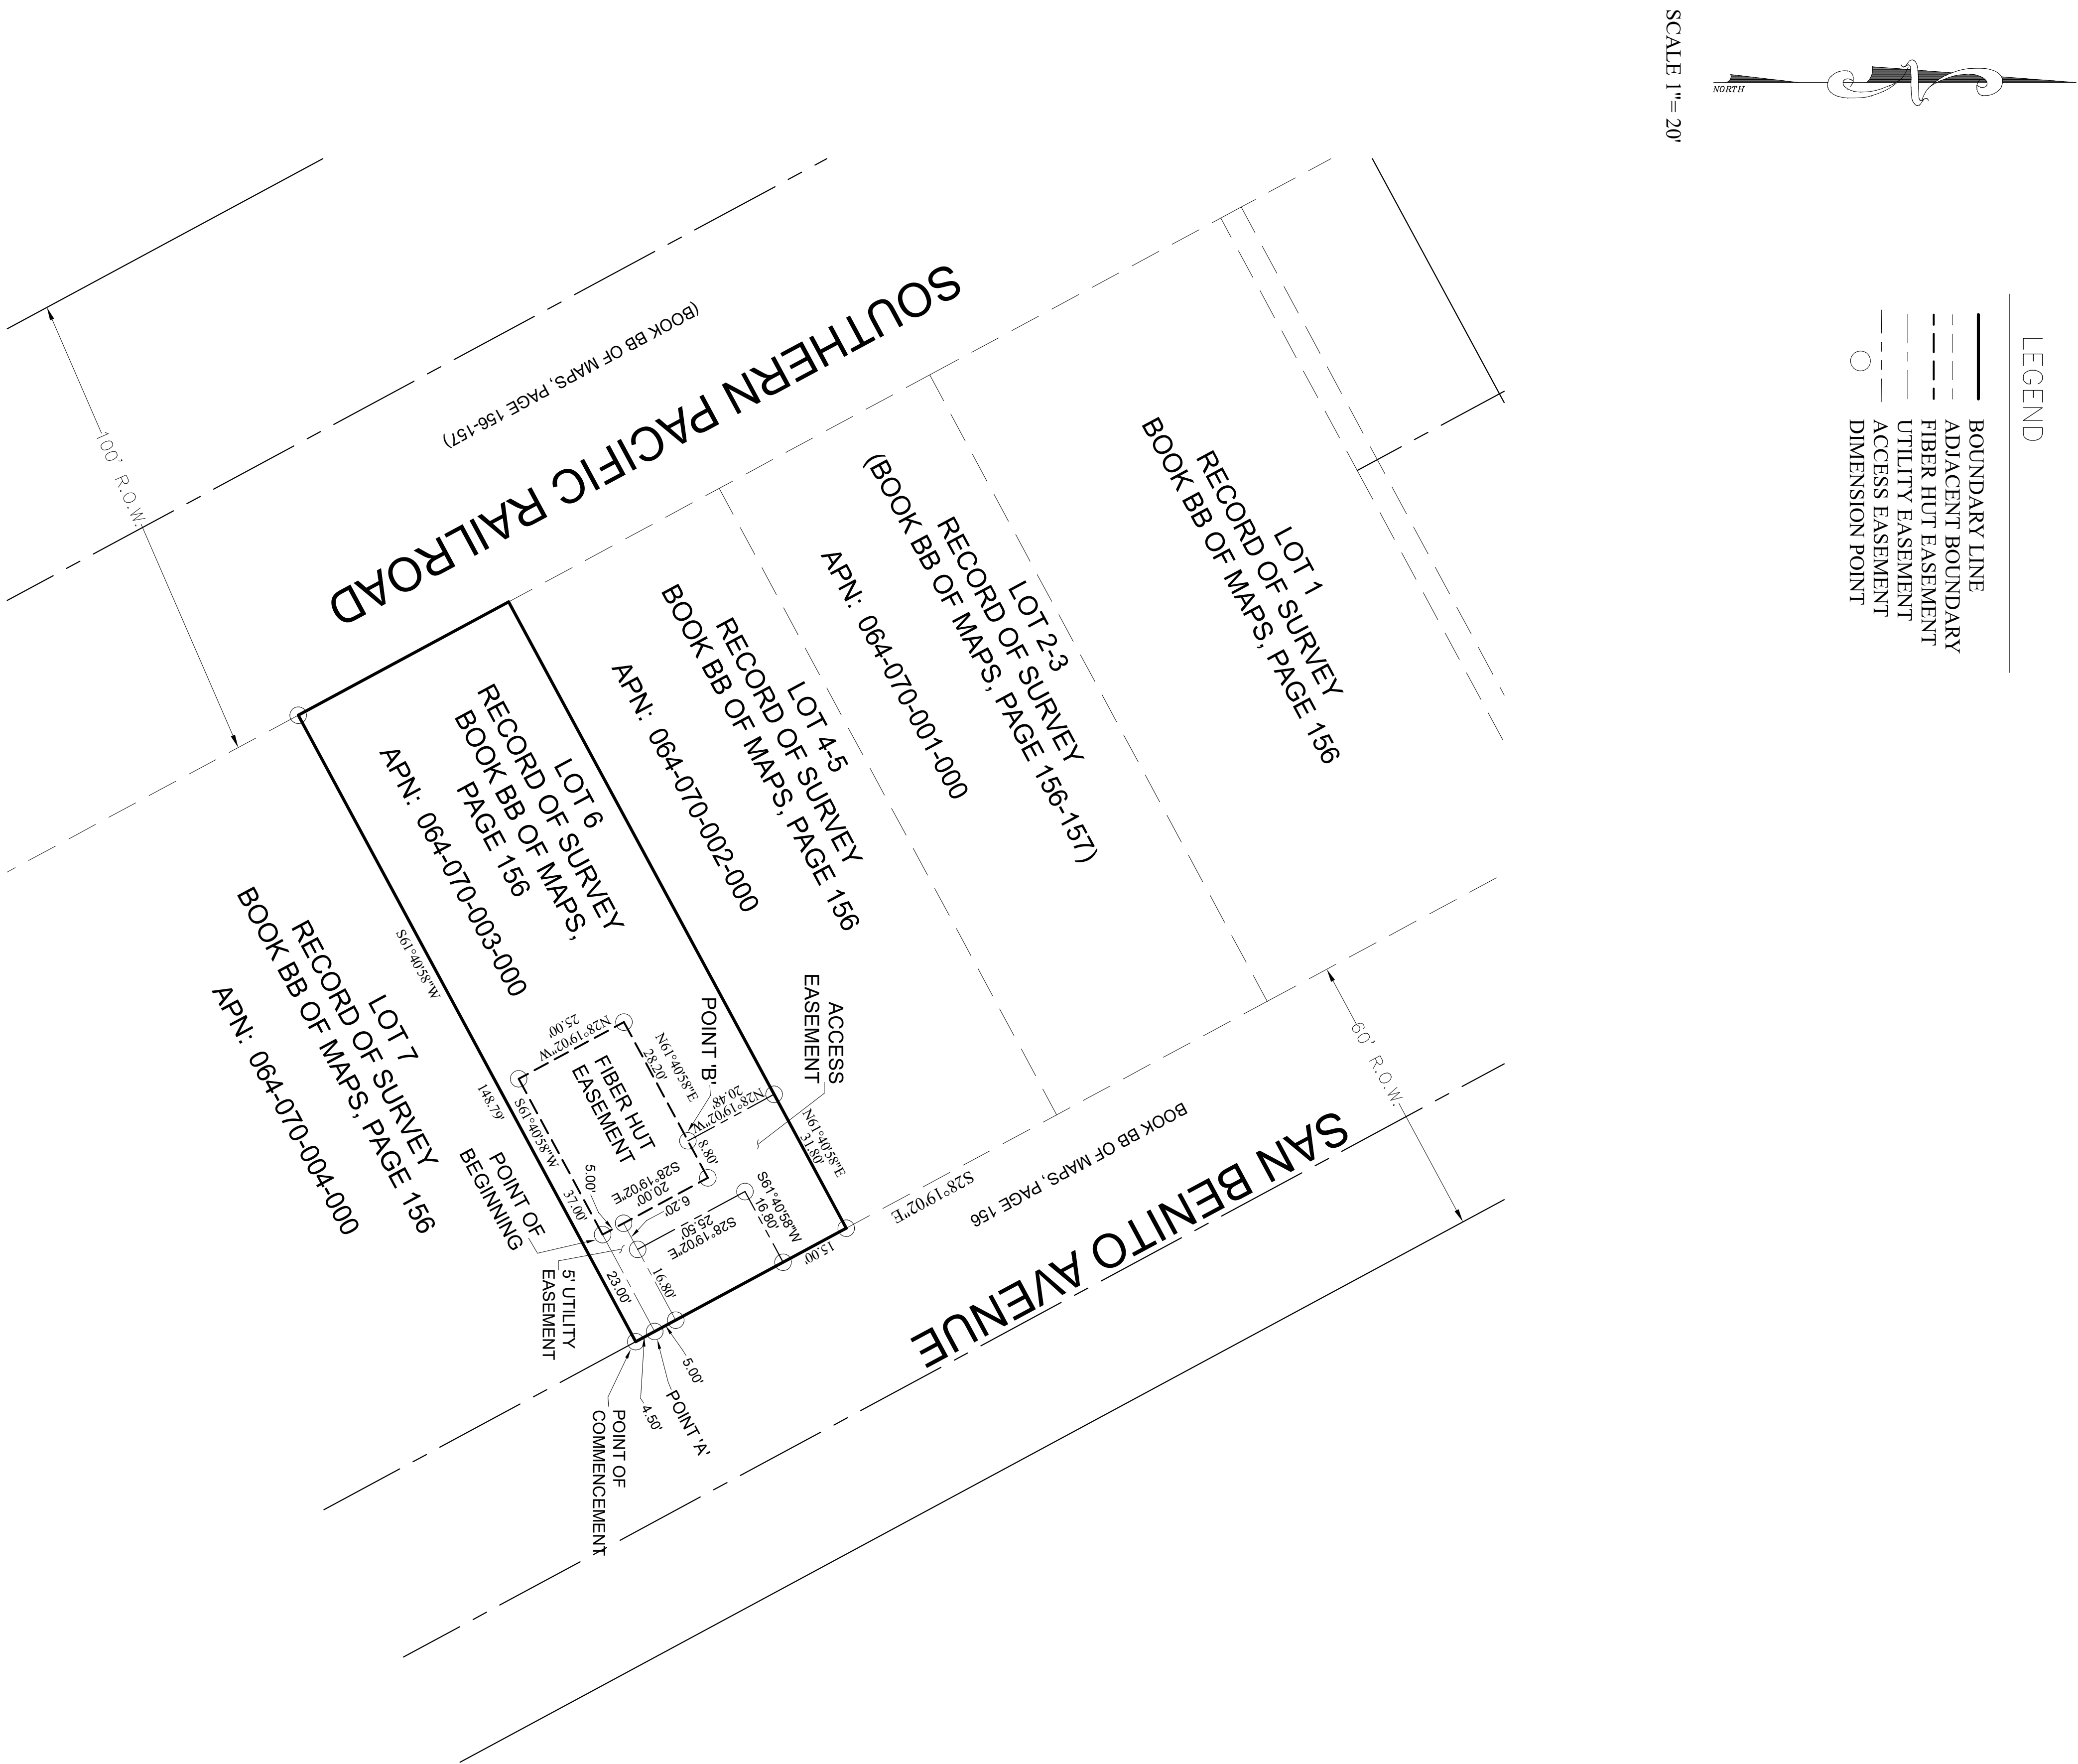 NORTH
SCALE 1"= 20'
LEGEND
BOUNDARY LINE
ADJACENT BOUNDARY
FIBER HUT EASEMENT
UTILITY EASEMENT
ACCESS EASEMENT
DIMENSION POINT
SOUTHERN PACIFIC RAILROAD
(BOOK BB OF MAPS, PAGE 156-157)
100' R.O.W.
LOT 1
RECORD OF SURVEY
BOOK BB OF MAPS, PAGE 156
LOT 2-3
RECORD OF SURVEY
(BOOK BB OF MAPS, PAGE 156-157)
APN: 064-070-001-000
LOT 4-5
RECORD OF SURVEY
BOOK BB OF MAPS, PAGE 156
APN: 064-070-002-000
LOT 6
RECORD OF SURVEY
BOOK BB OF MAPS,
PAGE 156
APN: 064-070-003-000
LOT 7
RECORD OF SURVEY
BOOK BB OF MAPS, PAGE 156
APN: 064-070-004-000
S61°40'58"W
148.79'
FIBER HUT
EASEMENT
N28°19'02"W
25.00'
N61°40'58"E
28.20'
8.80'
S28°19'02"E
20.00'
5.00'
S61°40'58"W
37.00'
POINT 'B'
N28°19'02"W
20.48'
ACCESS
EASEMENT
N61°40'58"E
31.80'
15.00'
S61°40'58"W
16.80'
S28°19'02"E
25.50'
6.20'
16.80'
23.00'
POINT OF
BEGINNING
5' UTILITY
EASEMENT
5.00'
POINT 'A'
4.50'
POINT OF
COMMENCEMENT
S28°19'02"E
BOOK BB OF MAPS, PAGE 156
SAN BENITO AVENUE
60' R.O.W.